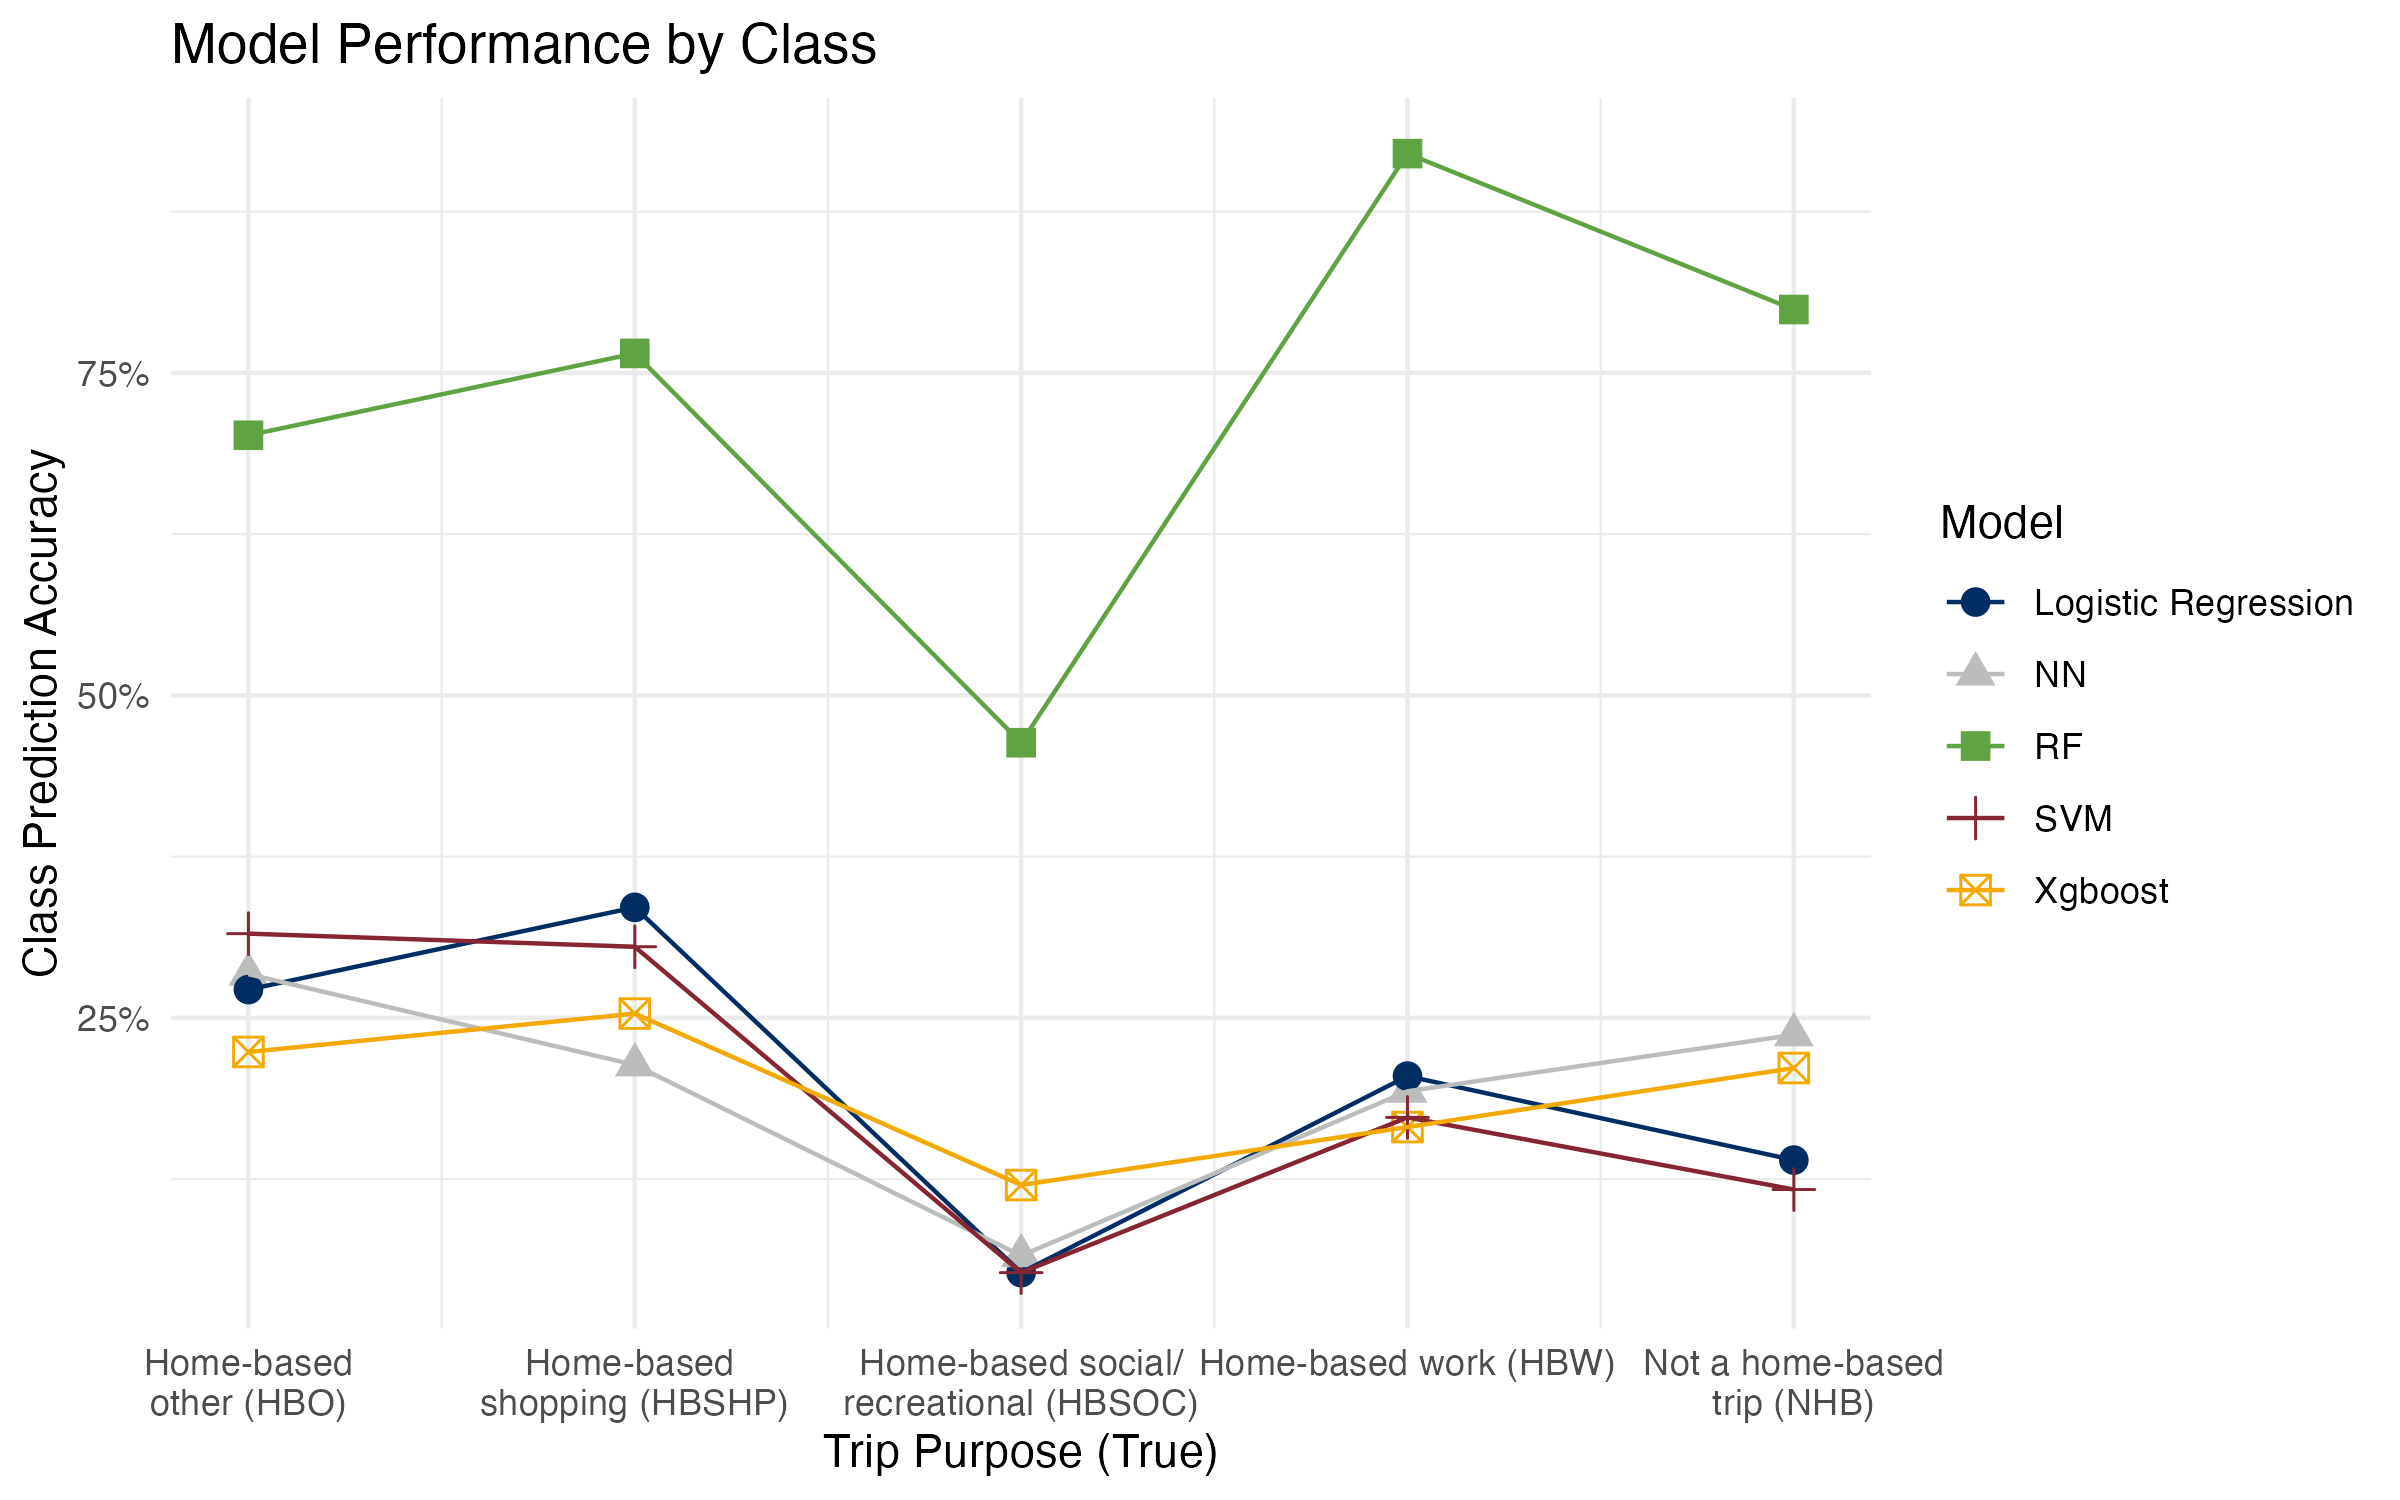 Model Performance by Class
Class Prediction Accuracy
75%
50%
25%
Home-based
other (HBO)
Home-based
shopping (HBSHP)
Home-based social/
recreational (HBSOC)
Home-based work (HBW)
Not a home-based
trip (NHB)
Trip Purpose (True)
Model
Logistic Regression
NN
RF
SVM
Xgboost